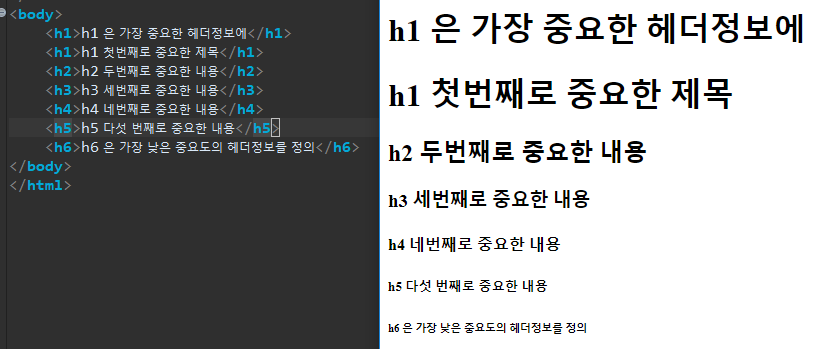 <body>
<h1>h1 은 가장 중요한 헤더정보에</h1>
<h1>h1 첫번째로 중요한 제목</h1>
<h2>h2 두번째로 중요한 내용</h2>
<h3>h3 세번째로 중요한 내용</h3>
<h4>h4 네번째로 중요한 내용</h4>
<h5>h5 다섯 번째로 중요한 내용</h5>
<h6>h6 은 가장 낮은 중요도의 헤더정보를 정의</h6>
</body>
</html>
h1 은 가장 중요한 헤더정보에
h1 첫번째로 중요한 제목
h2 두번째로 중요한 내용
h3 세번째로 중요한 내용
h4 네번째로 중요한 내용
h5 다섯 번째로 중요한 내용
h6 은 가장 낮은 중요도의 헤더정보를 정의